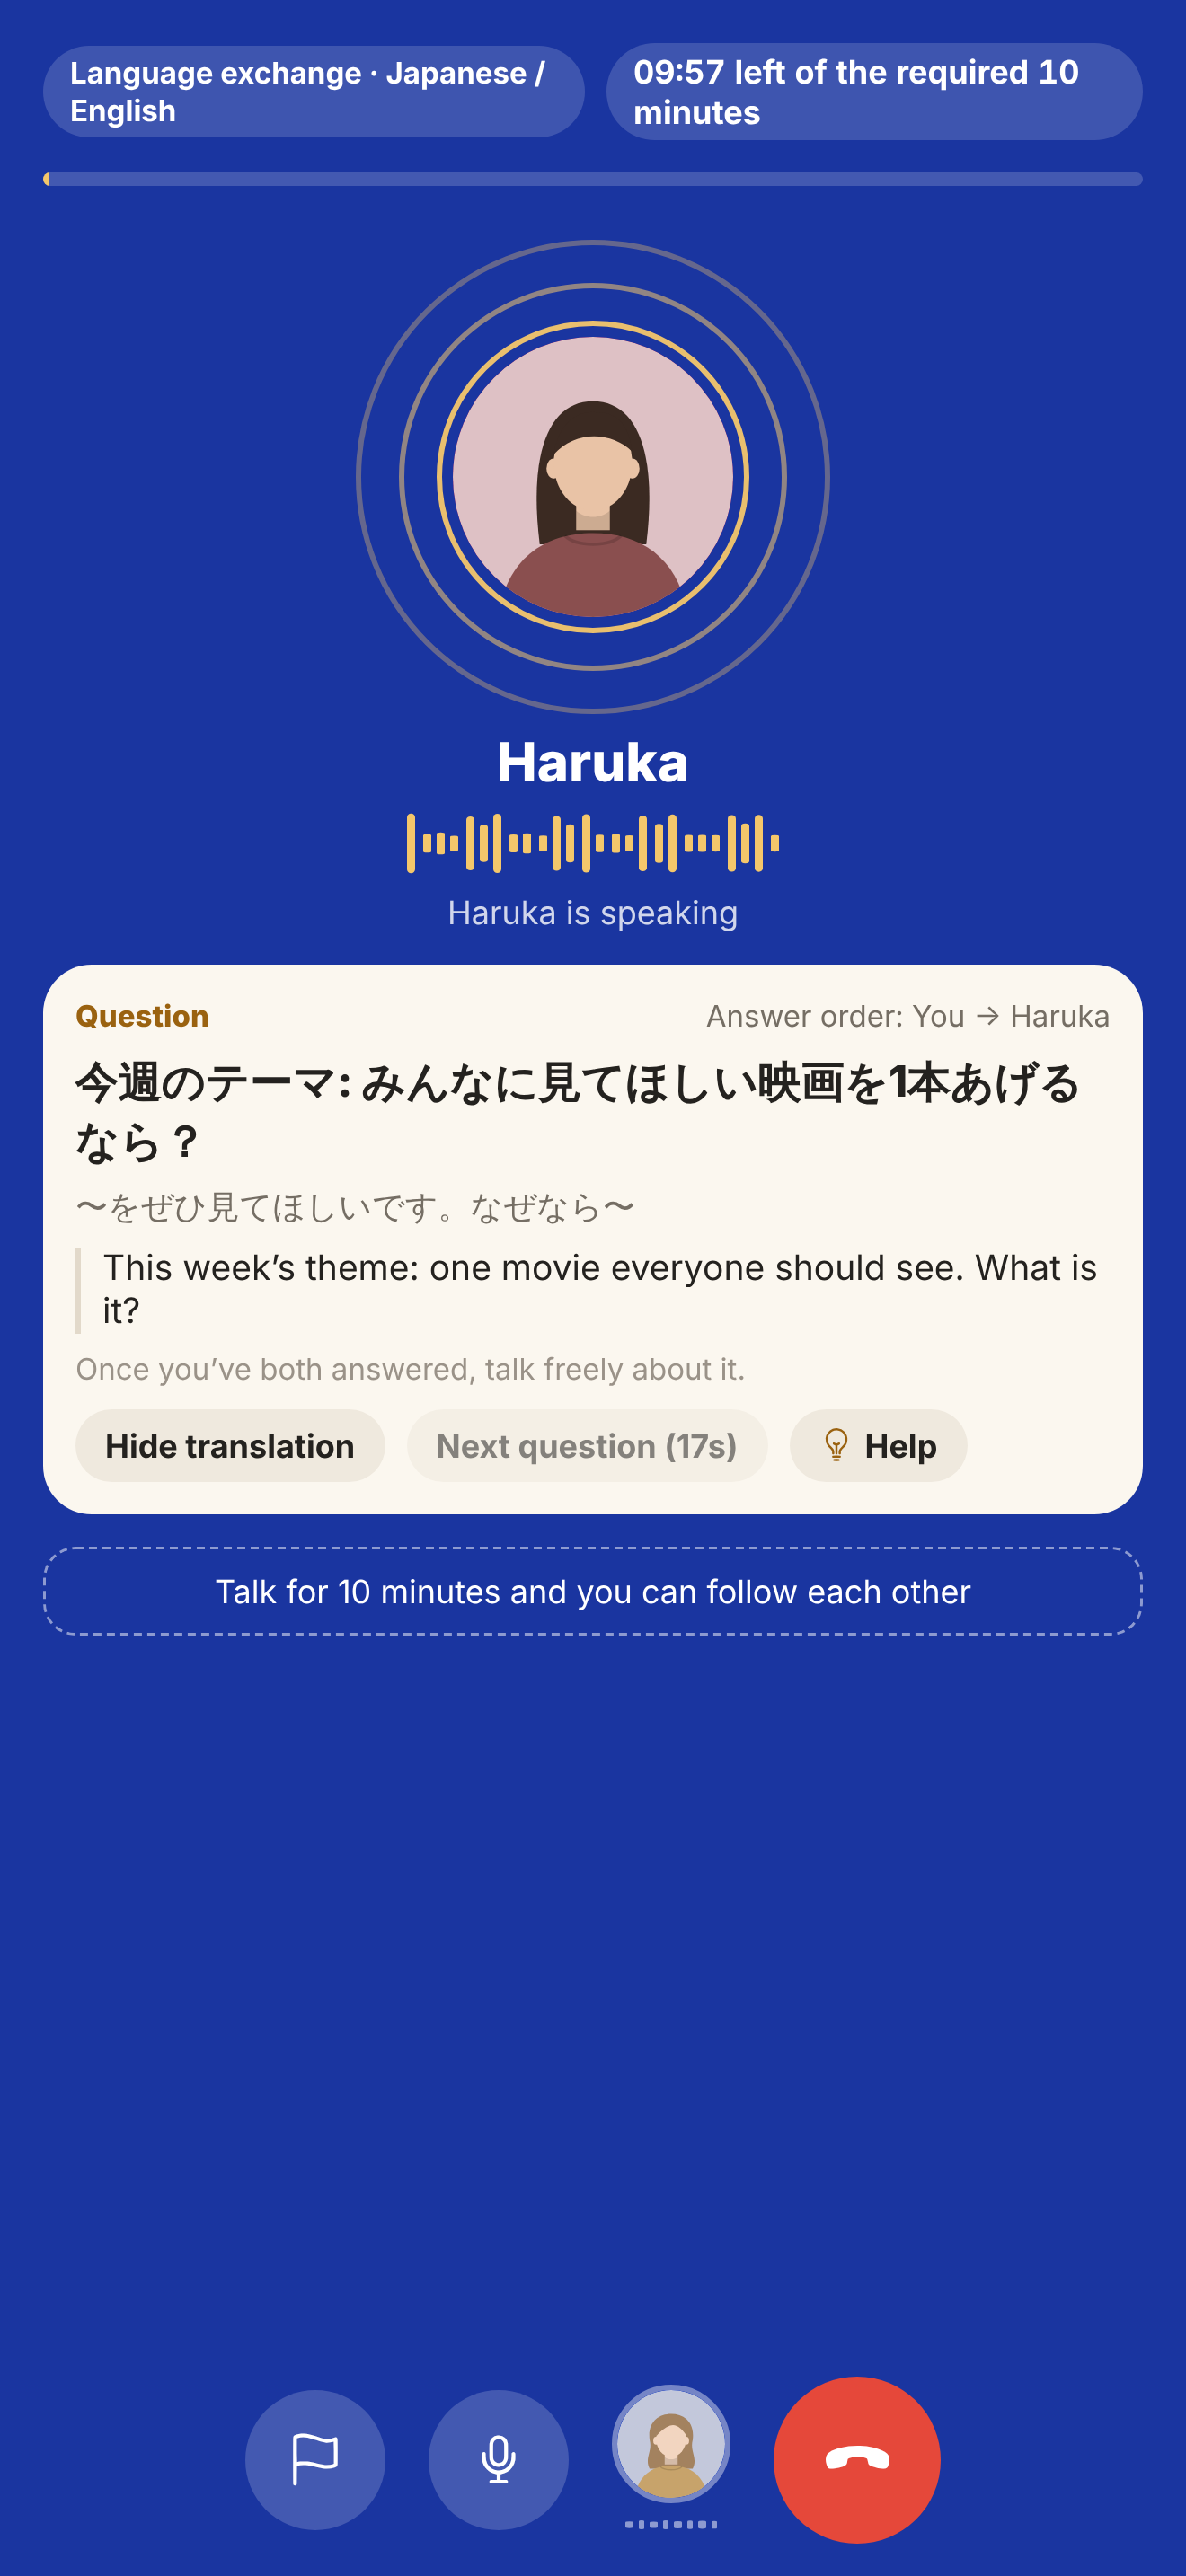 Language exchange · Japanese /
English
09:57 left of the required 10
minutes
Haruka
Haruka is speaking
Question
Answer order: You → Haruka
今週のテーマ: みんなに見てほしい映画を1本あげる
なら？
〜をぜひ見てほしいです。なぜなら〜
This week’s theme: one movie everyone should see. What is
it?
Once you’ve both answered, talk freely about it.
Hide translation
Next question (17s)
Help
Talk for 10 minutes and you can follow each other